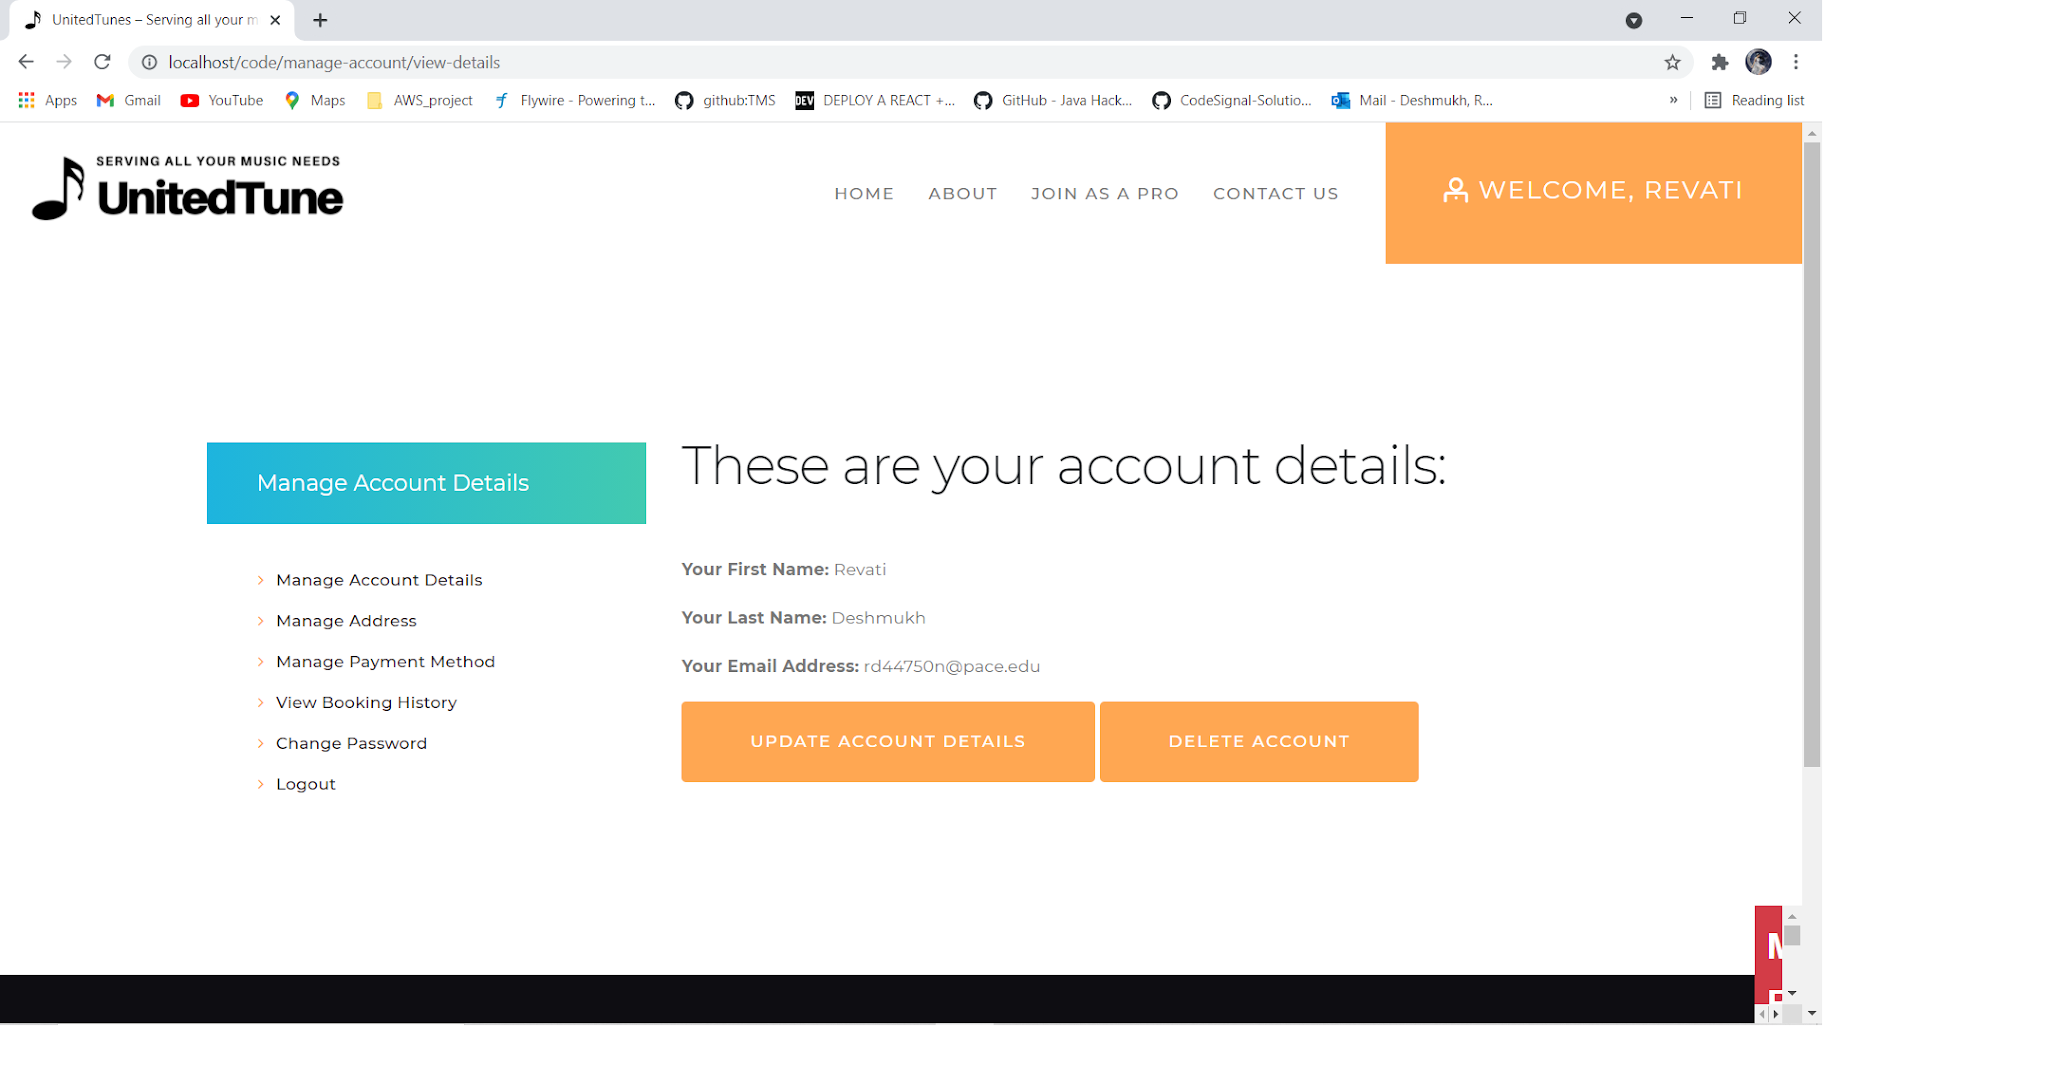 UnitedTunes – Serving all your m
localhost/code/manage-account/view-details
Apps Gmail YouTube Maps AWS_project Flywire - Powering t... github:TMS DEV DEPLOY A REACT +... GitHub - Java Hack... CodeSignal-Solutio... Mail - Deshmukh, R... » Reading list
SERVING ALL YOUR MUSIC NEEDS
UnitedTune
HOME ABOUT JOIN AS A PRO CONTACT US
WELCOME, REVATI
Manage Account Details
Manage Account Details
Manage Address
Manage Payment Method
View Booking History
Change Password
Logout
These are your account details:
Your First Name: Revati
Your Last Name: Deshmukh
Your Email Address: rd44750n@pace.edu
UPDATE ACCOUNT DETAILS DELETE ACCOUNT